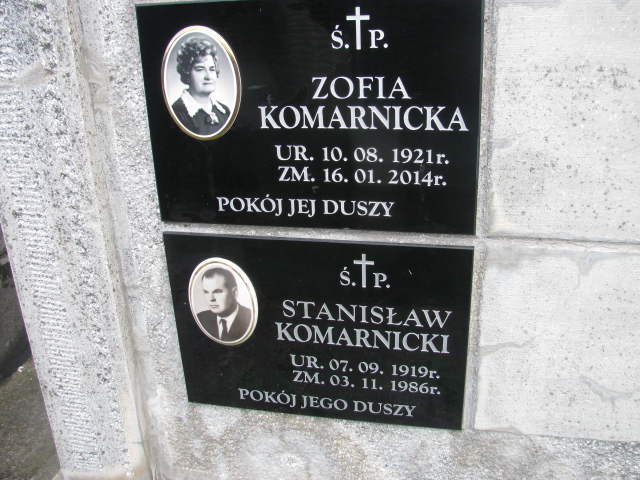 Ś.†P.
ZOFIA
KOMARNICKA
UR. 10. 08. 1921r.
ZM. 16. 01. 2014r.
POKÓJ JEJ DUSZY
Ś.†P.
STANISŁAW
KOMARNICKI
UR. 07. 09. 1919r.
ZM. 03. 11. 1986r.
POKÓJ JEGO DUSZY